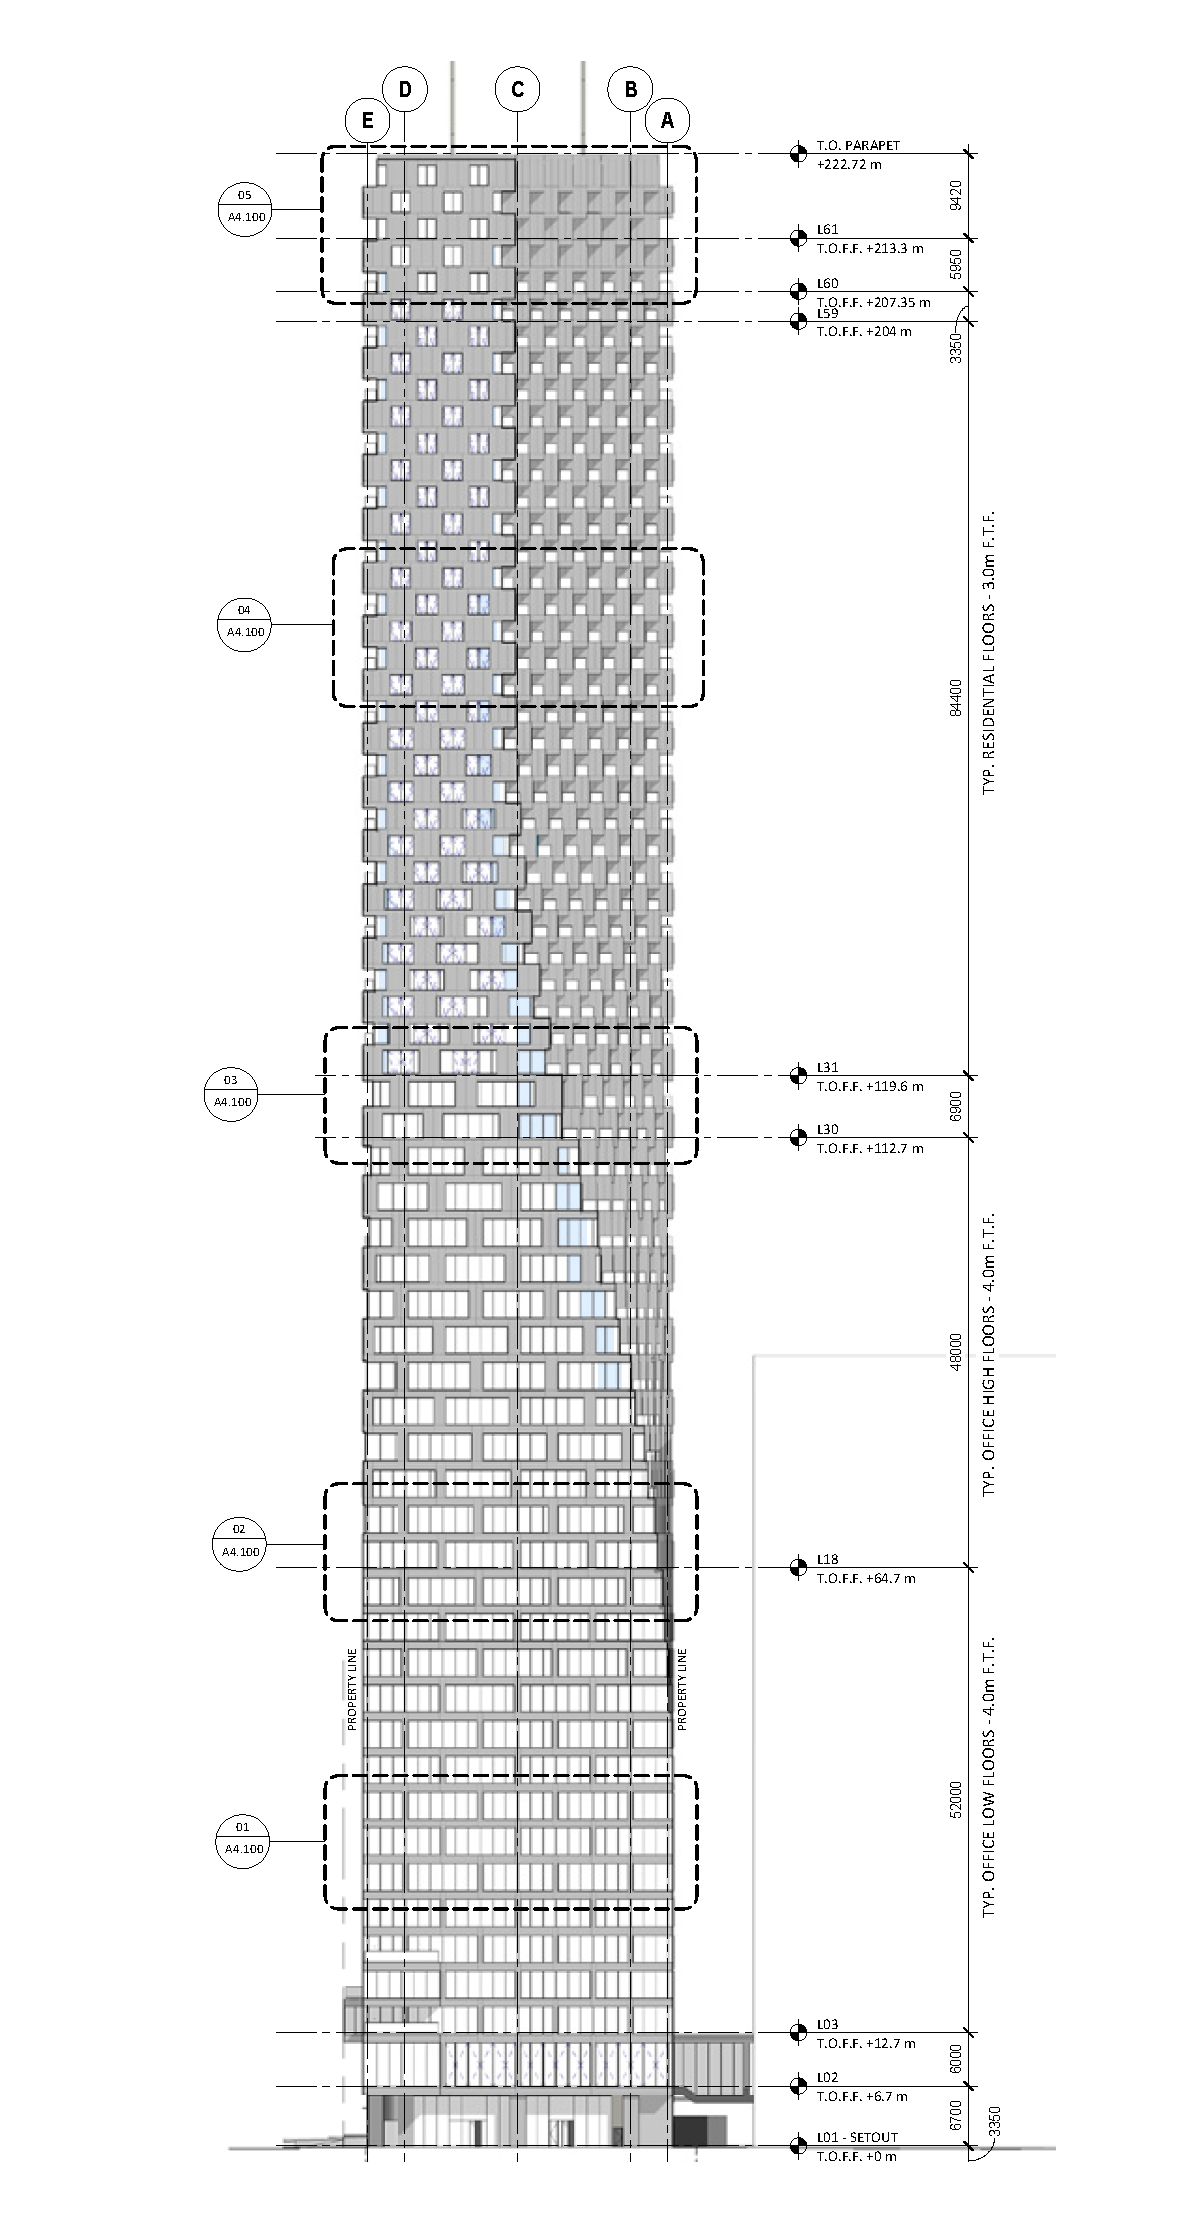 D
C
B
E
A
T.O. PARAPET
+222.72 m
05
A4.100
9420
L61
T.O.F.F. +213.3 m
5950
L60
T.O.F.F. +207.35 m
L59
T.O.F.F. +204 m
3350
04
A4.100
84400
TYP. RESIDENTIAL FLOORS - 3.0m F.T.F.
03
A4.100
L31
T.O.F.F. +119.6 m
6900
L30
T.O.F.F. +112.7 m
48000
TYP. OFFICE HIGH FLOORS - 4.0m F.T.F.
02
A4.100
L18
T.O.F.F. +64.7 m
PROPERTY LINE
PROPERTY LINE
52000
TYP. OFFICE LOW FLOORS - 4.0m F.T.F.
01
A4.100
L03
T.O.F.F. +12.7 m
6000
L02
T.O.F.F. +6.7 m
6700
3350
L01 - SETOUT
T.O.F.F. +0 m